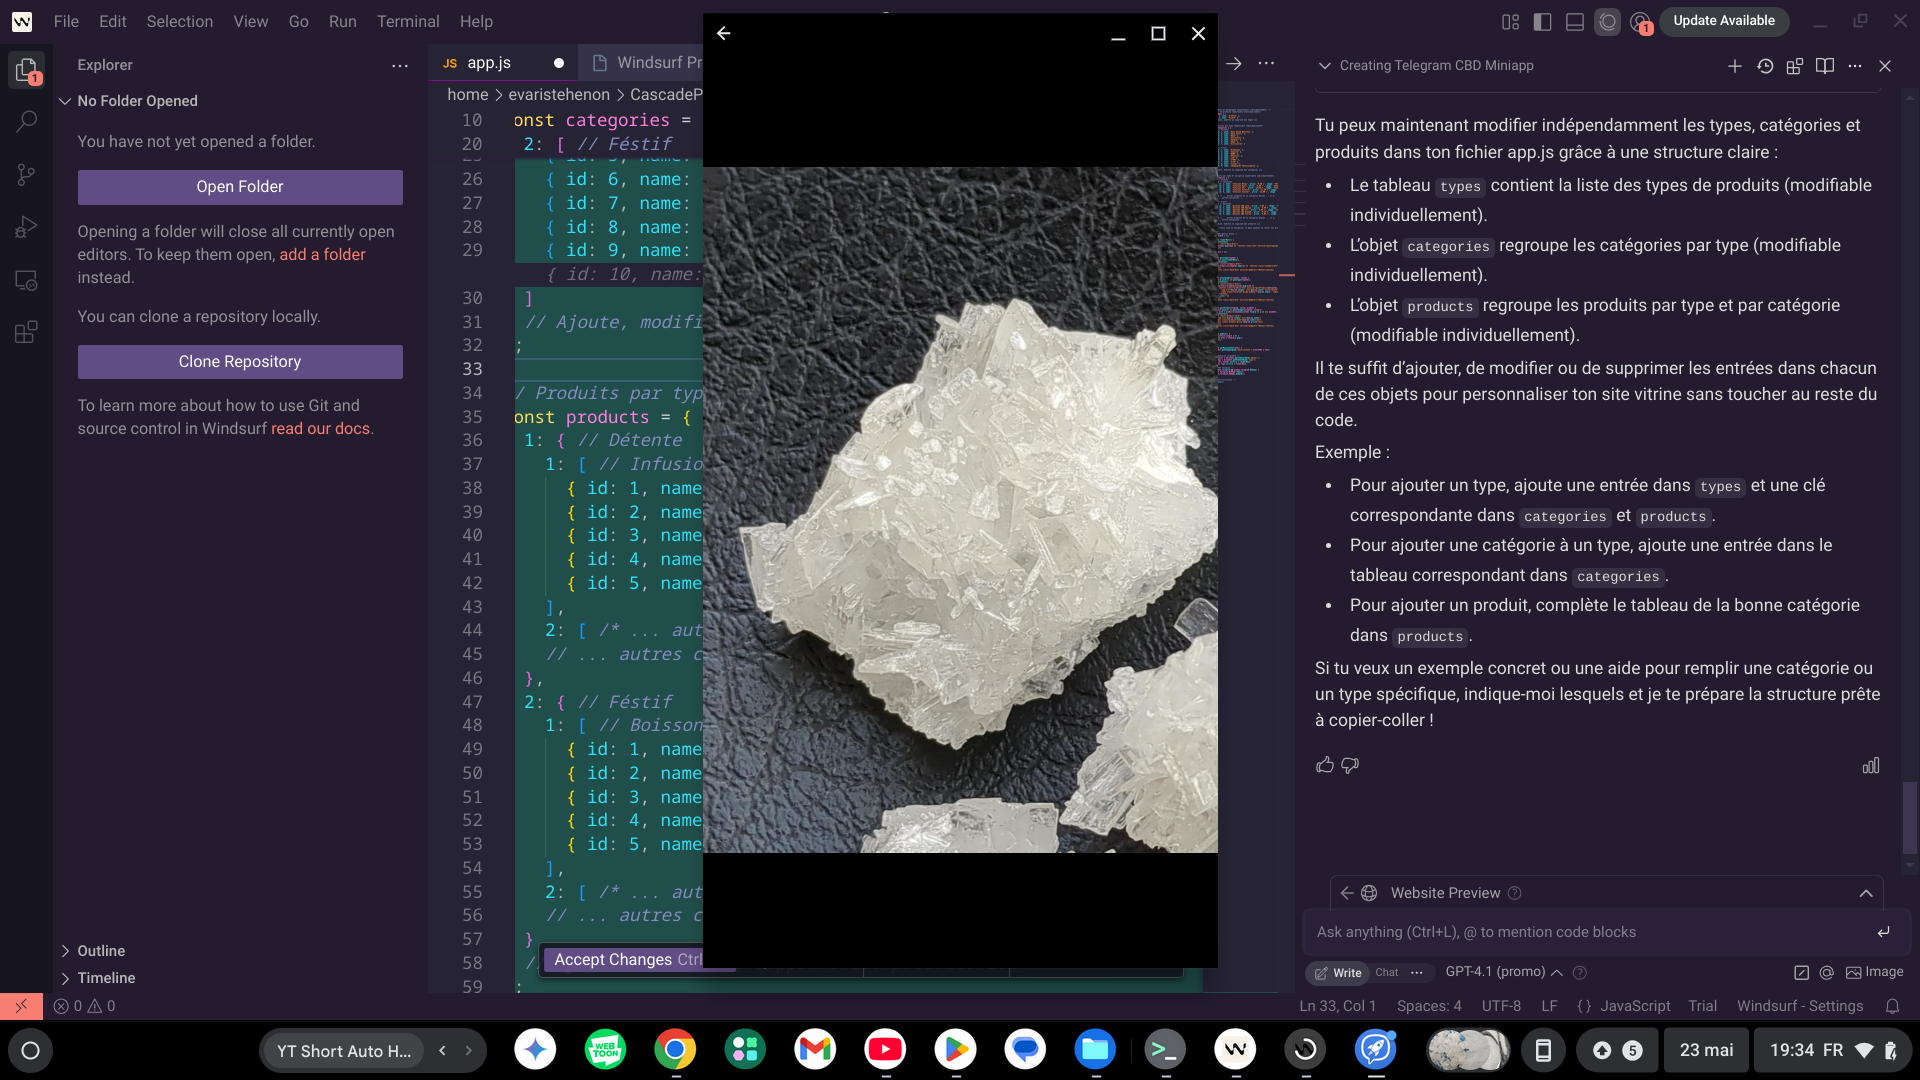 File Edit Selection View Go Run Terminal Help
Update Available
1
1
Explorer
No Folder Opened
You have not yet opened a folder.
Open Folder
Opening a folder will close all currently open
editors. To keep them open, add a folder
instead.
You can clone a repository locally.
Clone Repository
To learn more about how to use Git and
source control in Windsurf read our docs.
Outline
Timeline
JS app.js
Windsurf Pr
home > evaristehenon > CascadeP
10 onst categories =
20 2: [ // Féstif
26 { id: 6, name:
27 { id: 7, name:
28 { id: 8, name:
29 { id: 9, name:
{ id: 10, name:
30 ]
31 // Ajoute, modifi
32 ;
33
34 / Produits par typ
35 onst products = {
36 1: { // Détente
37 1: [ // Infusio
38 { id: 1, name
39 { id: 2, name
40 { id: 3, name
41 { id: 4, name
42 { id: 5, name
43 ],
44 2: [ /* ... aut
45 // ... autres c
46 },
47 2: { // Féstif
48 1: [ // Boisson
49 { id: 1, name
50 { id: 2, name
51 { id: 3, name
52 { id: 4, name
53 { id: 5, name
54 ],
55 2: [ /* ... aut
56 // ... autres c
57 }
58 /
59 ;
Accept Changes Ctrl
Creating Telegram CBD Miniapp
Tu peux maintenant modifier indépendamment les types, catégories et
produits dans ton fichier app.js grâce à une structure claire :
• Le tableau types contient la liste des types de produits (modifiable
individuellement).
• L’objet categories regroupe les catégories par type (modifiable
individuellement).
• L’objet products regroupe les produits par type et par catégorie
(modifiable individuellement).
Il te suffit d’ajouter, de modifier ou de supprimer les entrées dans chacun
de ces objets pour personnaliser ton site vitrine sans toucher au reste du
code.
Exemple :
• Pour ajouter un type, ajoute une entrée dans types et une clé
correspondante dans categories et products.
• Pour ajouter une catégorie à un type, ajoute une entrée dans le
tableau correspondant dans categories.
• Pour ajouter un produit, complète le tableau de la bonne catégorie
dans products.
Si tu veux un exemple concret ou une aide pour remplir une catégorie ou
un type spécifique, indique-moi lesquels et je te prépare la structure prête
à copier-coller !
Website Preview
Ask anything (Ctrl+L), @ to mention code blocks
Write Chat ... GPT-4.1 (promo) Image
0 0
Ln 33, Col 1 Spaces: 4 UTF-8 LF {} JavaScript Trial Windsurf - Settings
YT Short Auto H...
WEB
TOON
5
23 mai
19:34 FR